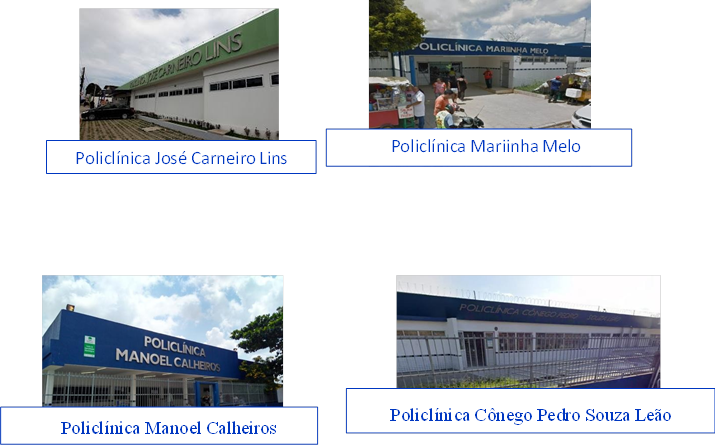 JOSÉ CARNEIRO LINS
POLICLÍNICA MARIINHA MELO
Policlínica José Carneiro Lins
Policlínica Mariinha Melo
POLICLÍNICA
MANOEL CALHEIROS
POLICLÍNICA CÔNEGO PEDRO
Policlínica Manoel Calheiros
Policlínica Cônego Pedro Souza Leão